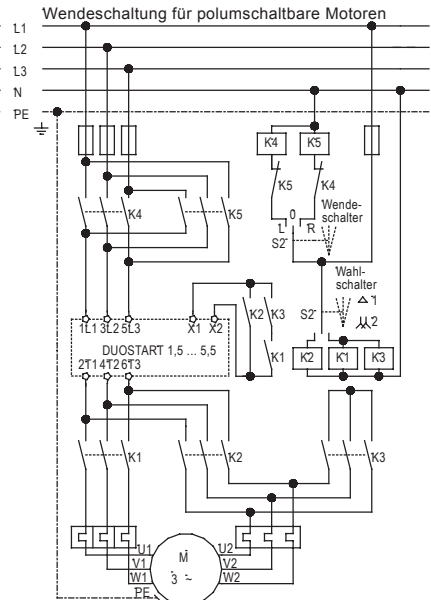 Wendeschaltung für polumschaltbare Motoren
L1
L2
L3
N
PE
K4 K5
K5 K4
K4 K5
L 0 R
Wende-
schalter
S2
Wahl-
schalter
S2
1
2
1L1 3L2 5L3 X1 X2
K2 K3
K1
DUOSTART 1,5 ... 5,5
2T1 4T2 6T3
K2 K1 K3
K1 K2 K3
U1 U2
V1 V2
W1 W2
M
3 ~
PE